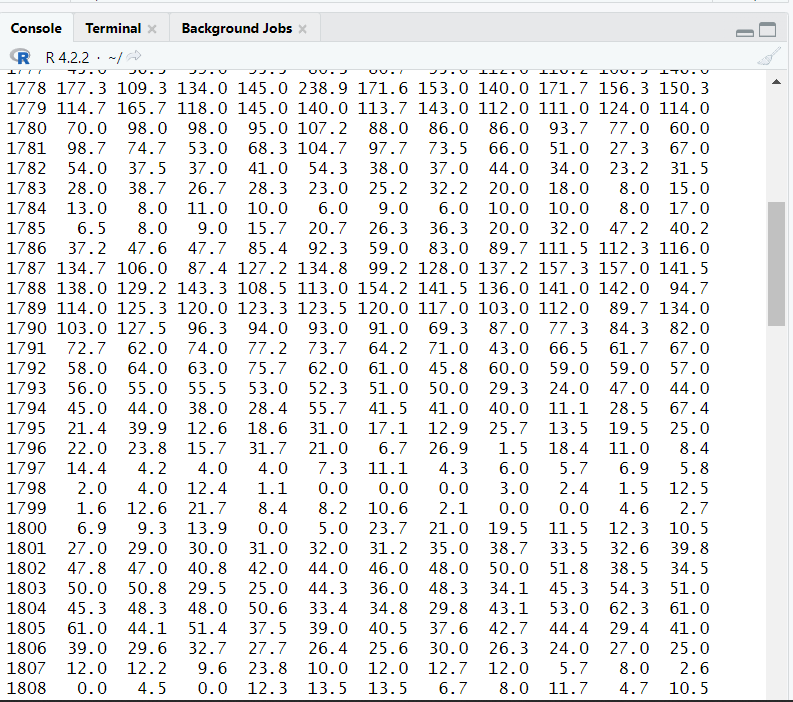 Console Terminal Background Jobs
R R 4.2.2 · ~/
1778 177.3 109.3 134.0 145.0 238.9 171.6 153.0 140.0 171.7 156.3 150.3
1779 114.7 165.7 118.0 145.0 140.0 113.7 143.0 112.0 111.0 124.0 114.0
1780 70.0 98.0 98.0 95.0 107.2 88.0 86.0 86.0 93.7 77.0 60.0
1781 98.7 74.7 53.0 68.3 104.7 97.7 73.5 66.0 51.0 27.3 67.0
1782 54.0 37.5 37.0 41.0 54.3 38.0 37.0 44.0 34.0 23.2 31.5
1783 28.0 38.7 26.7 28.3 23.0 25.2 32.2 20.0 18.0 8.0 15.0
1784 13.0 8.0 11.0 10.0 6.0 9.0 6.0 10.0 10.0 8.0 17.0
1785 6.5 8.0 9.0 15.7 20.7 26.3 36.3 20.0 32.0 47.2 40.2
1786 37.2 47.6 47.7 85.4 92.3 59.0 83.0 89.7 111.5 112.3 116.0
1787 134.7 106.0 87.4 127.2 134.8 99.2 128.0 137.2 157.3 157.0 141.5
1788 138.0 129.2 143.3 108.5 113.0 154.2 141.5 136.0 141.0 142.0 94.7
1789 114.0 125.3 120.0 123.3 123.5 120.0 117.0 103.0 112.0 89.7 134.0
1790 103.0 127.5 96.3 94.0 93.0 91.0 69.3 87.0 77.3 84.3 82.0
1791 72.7 62.0 74.0 77.2 73.7 64.2 71.0 43.0 66.5 61.7 67.0
1792 58.0 64.0 63.0 75.7 62.0 61.0 45.8 60.0 59.0 59.0 57.0
1793 56.0 55.0 55.5 53.0 52.3 51.0 50.0 29.3 24.0 47.0 44.0
1794 45.0 44.0 38.0 28.4 55.7 41.5 41.0 40.0 11.1 28.5 67.4
1795 21.4 39.9 12.6 18.6 31.0 17.1 12.9 25.7 13.5 19.5 25.0
1796 22.0 23.8 15.7 31.7 21.0 6.7 26.9 1.5 18.4 11.0 8.4
1797 14.4 4.2 4.0 4.0 7.3 11.1 4.3 6.0 5.7 6.9 5.8
1798 2.0 4.0 12.4 1.1 0.0 0.0 0.0 3.0 2.4 1.5 12.5
1799 1.6 12.6 21.7 8.4 8.2 10.6 2.1 0.0 0.0 4.6 2.7
1800 6.9 9.3 13.9 0.0 5.0 23.7 21.0 19.5 11.5 12.3 10.5
1801 27.0 29.0 30.0 31.0 32.0 31.2 35.0 38.7 33.5 32.6 39.8
1802 47.8 47.0 40.8 42.0 44.0 46.0 48.0 50.0 51.8 38.5 34.5
1803 50.0 50.8 29.5 25.0 44.3 36.0 48.3 34.1 45.3 54.3 51.0
1804 45.3 48.3 48.0 50.6 33.4 34.8 29.8 43.1 53.0 62.3 61.0
1805 61.0 44.1 51.4 37.5 39.0 40.5 37.6 42.7 44.4 29.4 41.0
1806 39.0 29.6 32.7 27.7 26.4 25.6 30.0 26.3 24.0 27.0 25.0
1807 12.0 12.2 9.6 23.8 10.0 12.0 12.7 12.0 5.7 8.0 2.6
1808 0.0 4.5 0.0 12.3 13.5 13.5 6.7 8.0 11.7 4.7 10.5